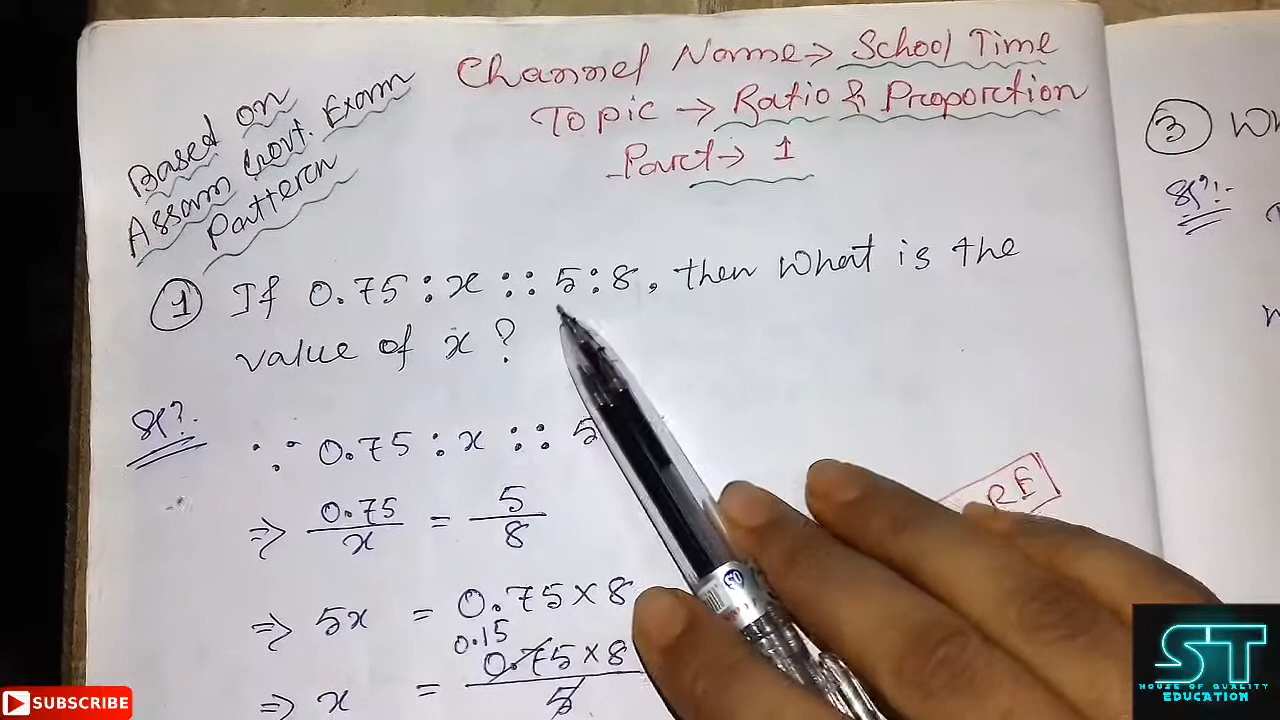 Based on
Assam Govt. Exam
Pattern
Channel Name → School Time
Topic → Ratio & Proportion
Part → 1
① If 0.75 : x :: 5 : 8, then what is the
value of x ?
Sol?.
∵ 0.75 : x :: 5
⇒ 0.75/x = 5/8
⇒ 5x = 0.75 × 8
0.15
⇒ x = 0.75 × 8 / 5
③
Sol?:-
ST
HOUSE OF QUALITY
EDUCATION
SUBSCRIBE